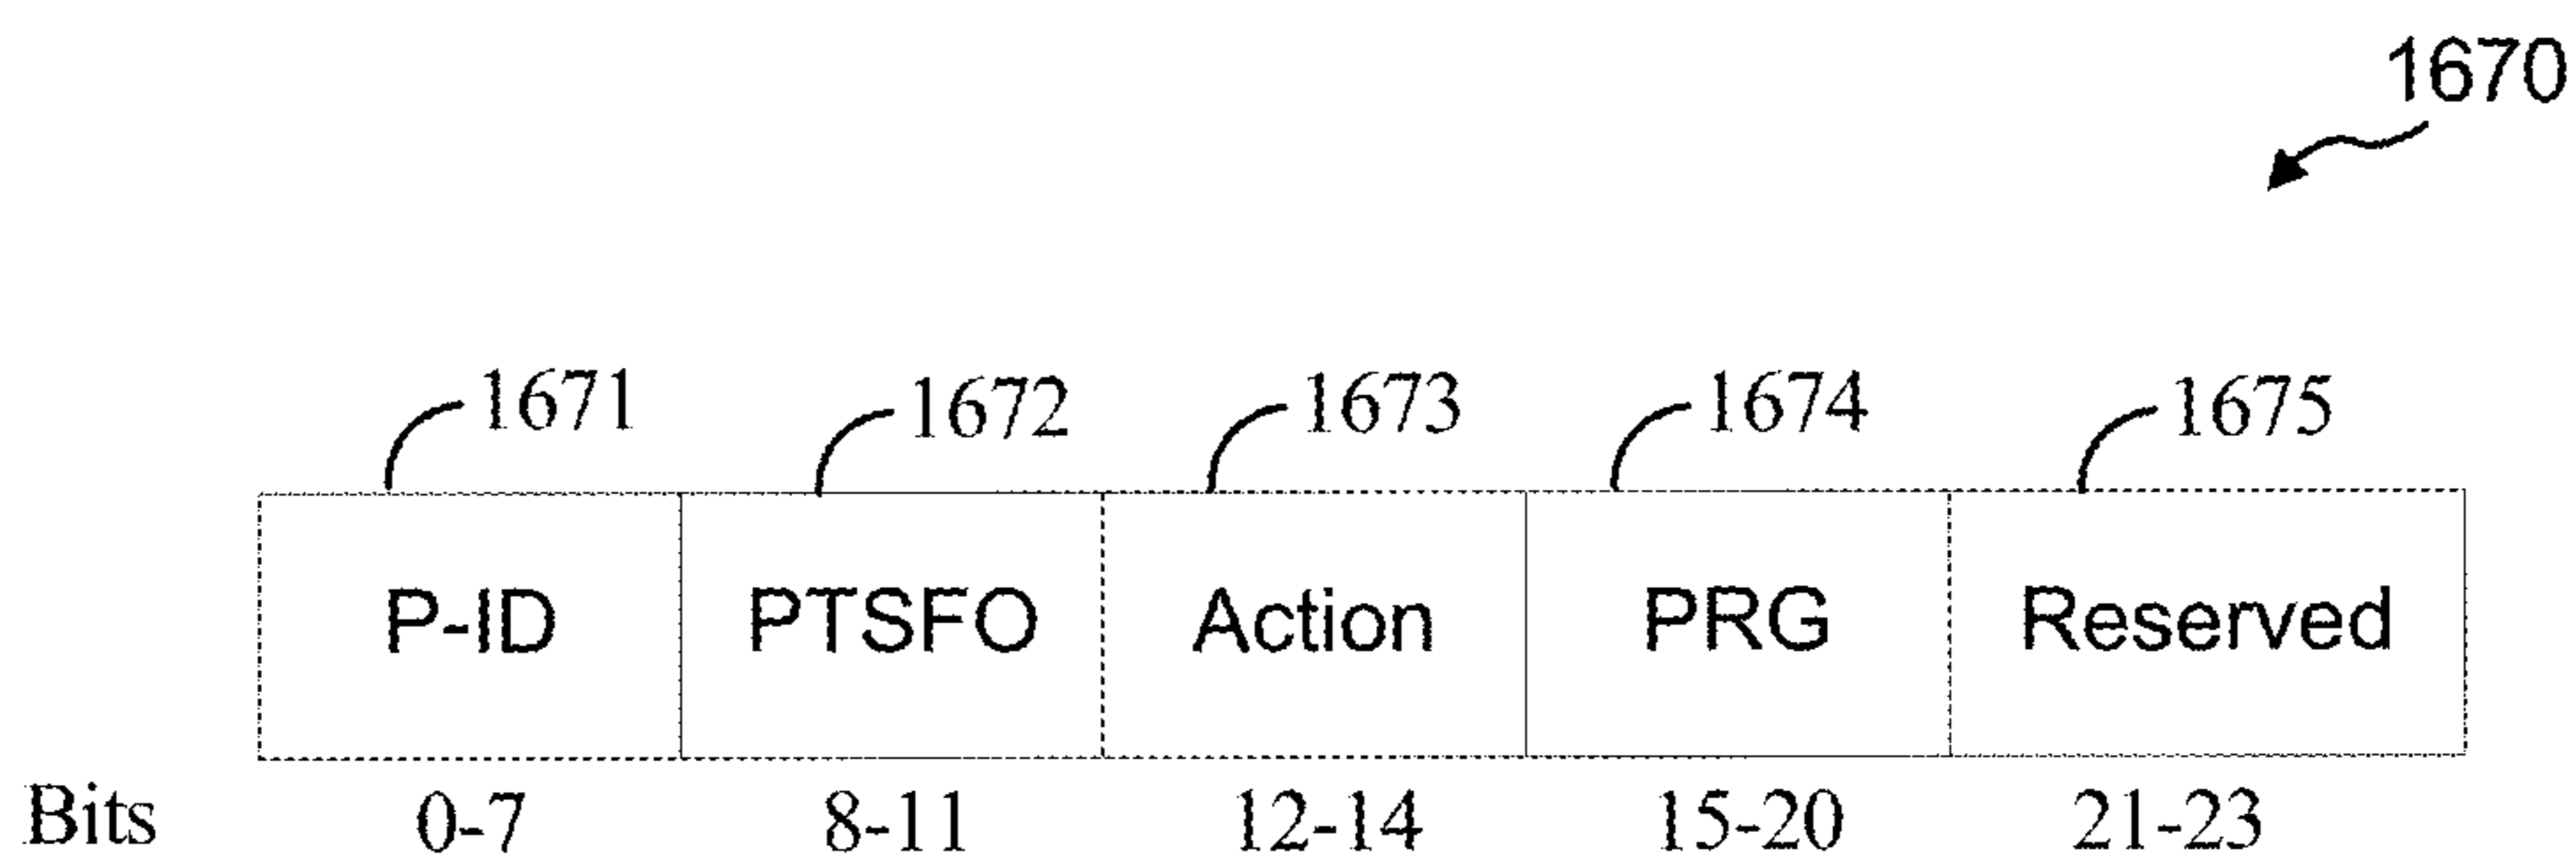 1670
1671 1672 1673 1674 1675
P-ID PTSFO Action PRG Reserved
Bits 0-7 8-11 12-14 15-20 21-23